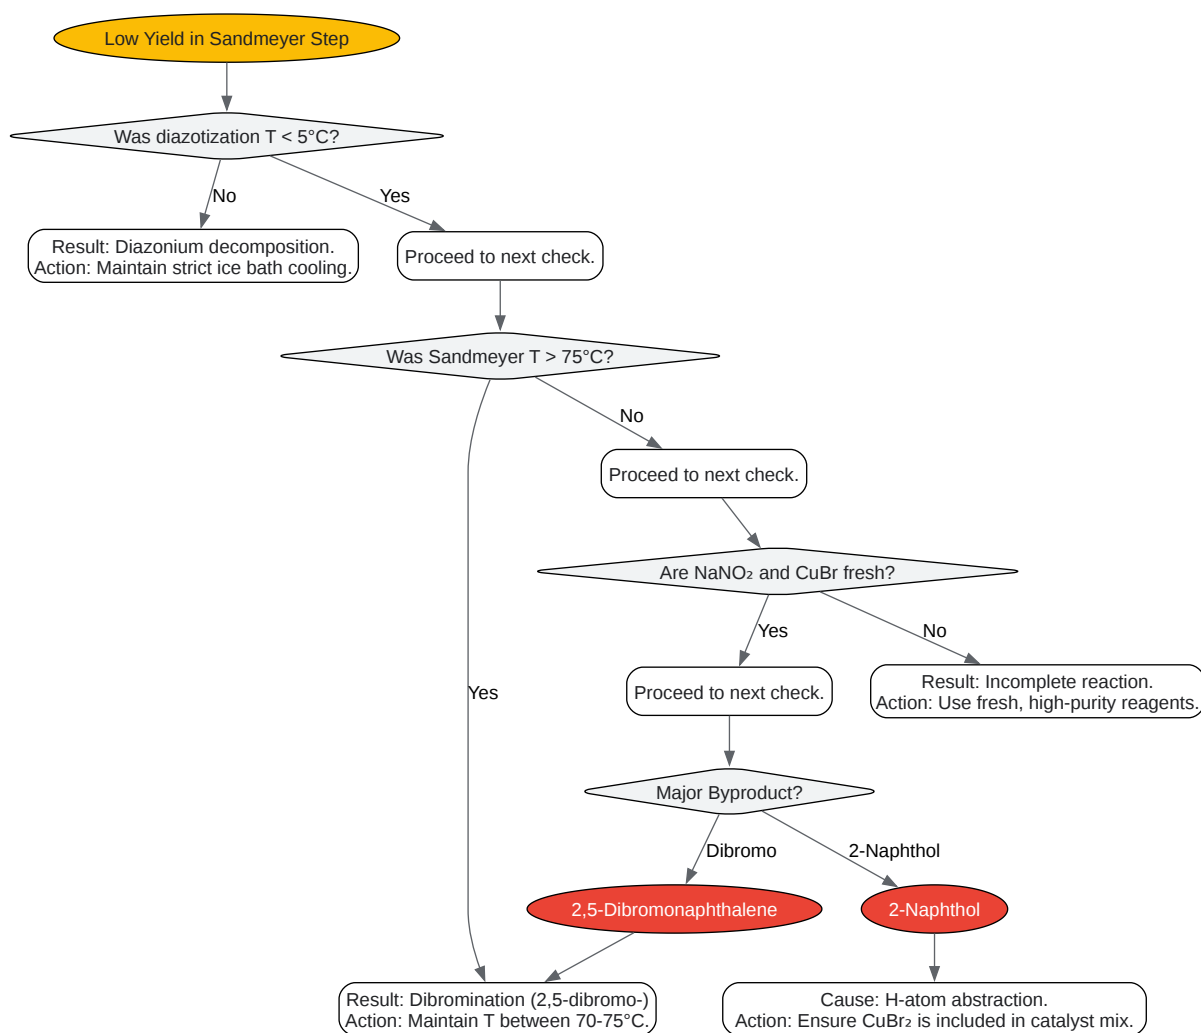 Low Yield in Sandmeyer Step
Was diazotization T < 5°C?
No
Yes
Result: Diazonium decomposition.
Action: Maintain strict ice bath cooling.
Proceed to next check.
Was Sandmeyer T > 75°C?
No
Proceed to next check.
Are NaNO₂ and CuBr fresh?
Yes
No
Yes
Proceed to next check.
Result: Incomplete reaction.
Action: Use fresh, high-purity reagents.
Major Byproduct?
Dibromo
2-Naphthol
2,5-Dibromonaphthalene
2-Naphthol
Result: Dibromination (2,5-dibromo-)
Action: Maintain T between 70-75°C.
Cause: H-atom abstraction.
Action: Ensure CuBr₂ is included in catalyst mix.